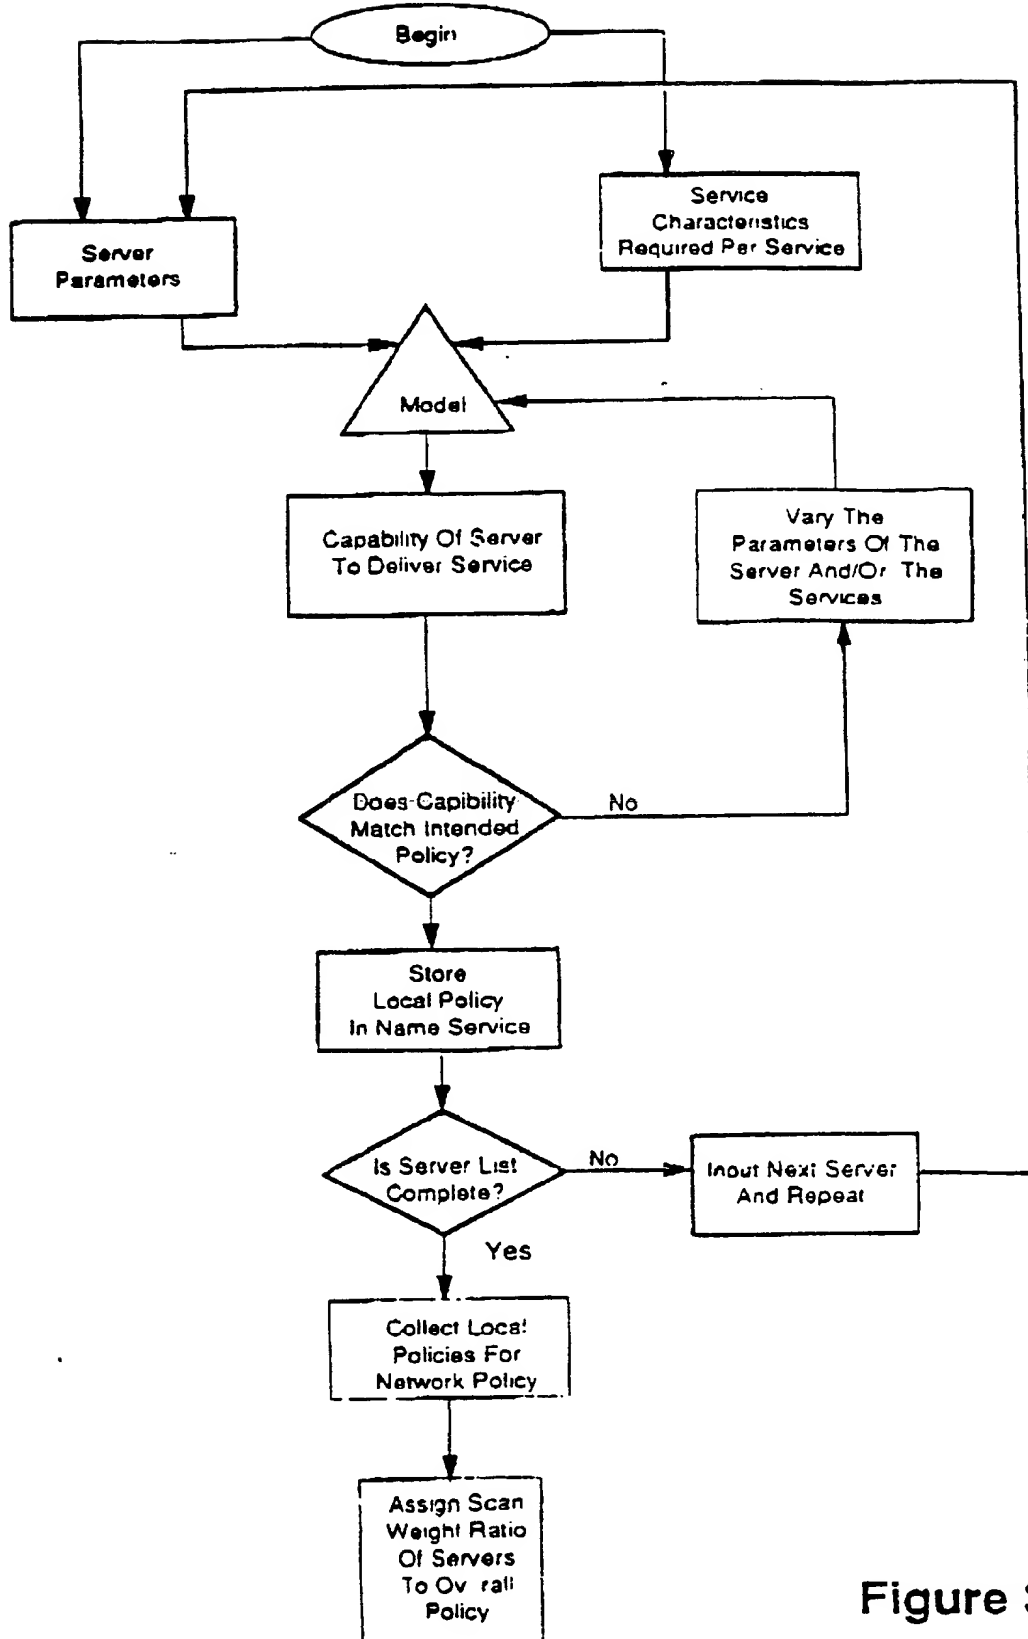 Begin
Service
Characteristics
Required Per Service
Server
Parameters
Model
Capability Of Server
To Deliver Service
Vary The
Parameters Of The
Server And/Or The
Services
Does Capibility
Match Intended
Policy?
No
Store
Local Policy
In Name Service
Is Server List
Complete?
No
Input Next Server
And Repeat
Yes
Collect Local
Policies For
Network Policy
Assign Scan
Weight Ratio
Of Servers
To Ov rall
Policy
Figure